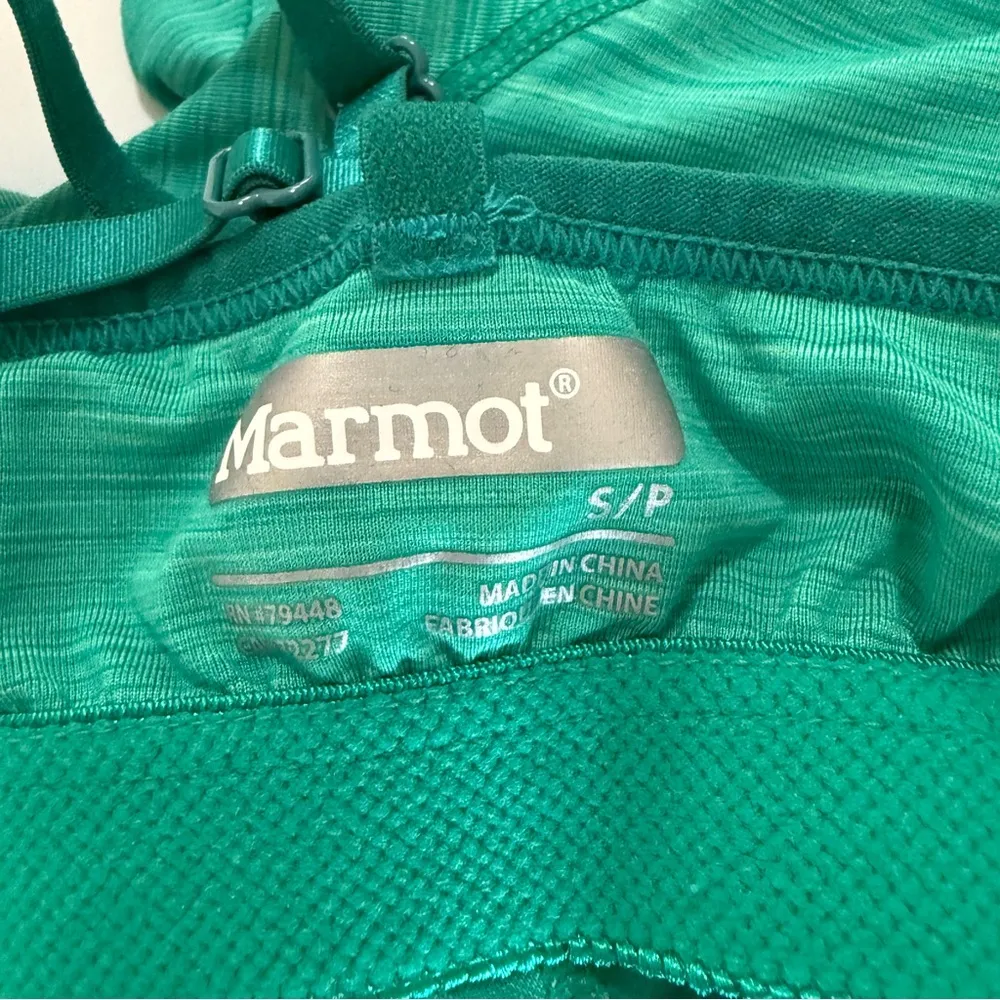 Marmot®
S/P
MADE IN CHINA
RN #79448
FABRIQUÉ EN CHINE